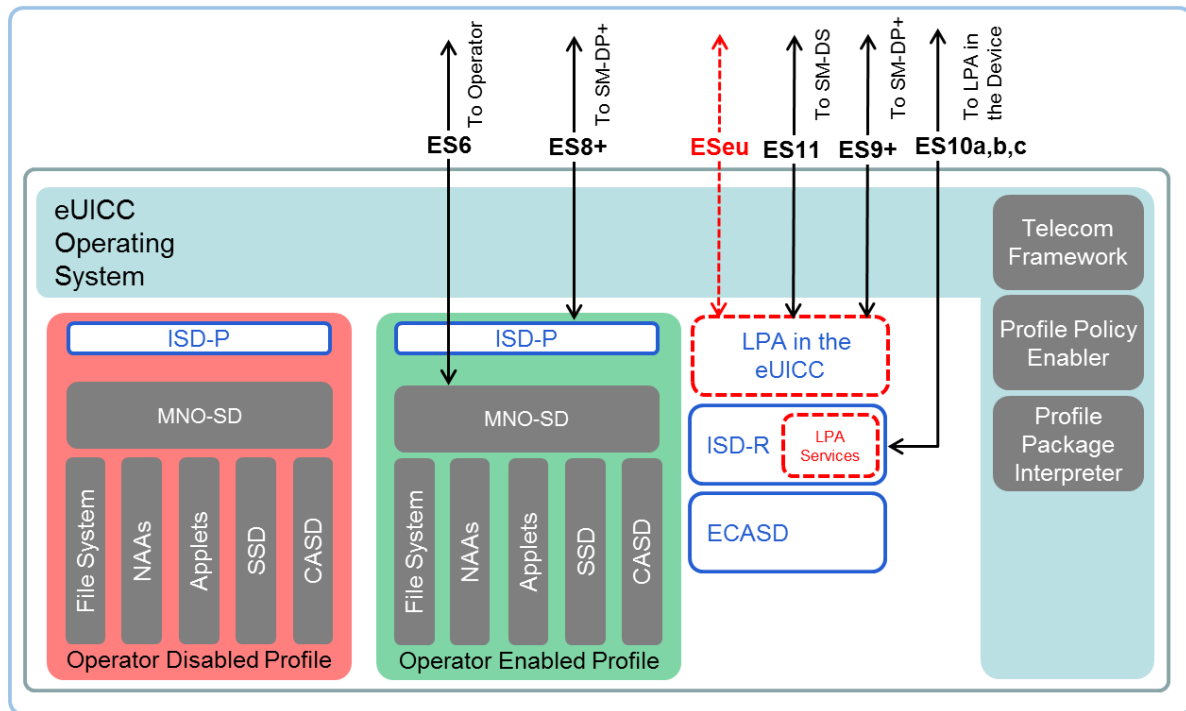 To Operator
To SM-DP+
To SM-DS
To SM-DP+
To LPA in
the Device
ES6
ES8+
ESeu
ES11
ES9+
ES10a,b,c
eUICC
Operating
System
Telecom
Framework
Profile Policy
Enabler
Profile
Package
Interpreter
ISD-P
MNO-SD
File System
NAAs
Applets
SSD
CASD
Operator Disabled Profile
ISD-P
MNO-SD
File System
NAAs
Applets
SSD
CASD
Operator Enabled Profile
LPA in the
eUICC
ISD-R
LPA
Services
ECASD